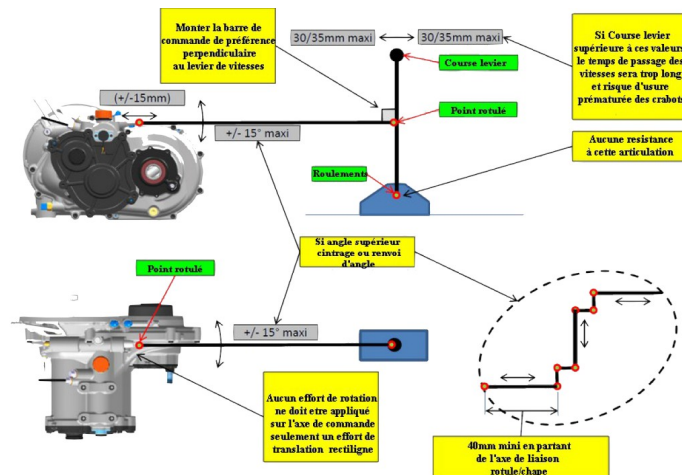 Monter la barre de
commande de préférence
perpendiculaire
au levier de vitesses
30/35mm maxi
30/35mm maxi
Si Course levier
supérieure à ces valeurs
le temps de passage des
vitesses sera trop long
et risque d'usure
prématurée des crabots
Course levier
(+/-15mm)
Point rotulé
+/- 15° maxi
Aucune resistance
à cette articulation
Roulements
Si angle supérieur
cintrage ou renvoi
d'angle
Point rotulé
+/- 15° maxi
Aucun effort de rotation
ne doit etre appliqué
sur l'axe de commande
seulement un effort de
translation rectiligne
40mm mini en partant
de l'axe de liaison
rotule/chape